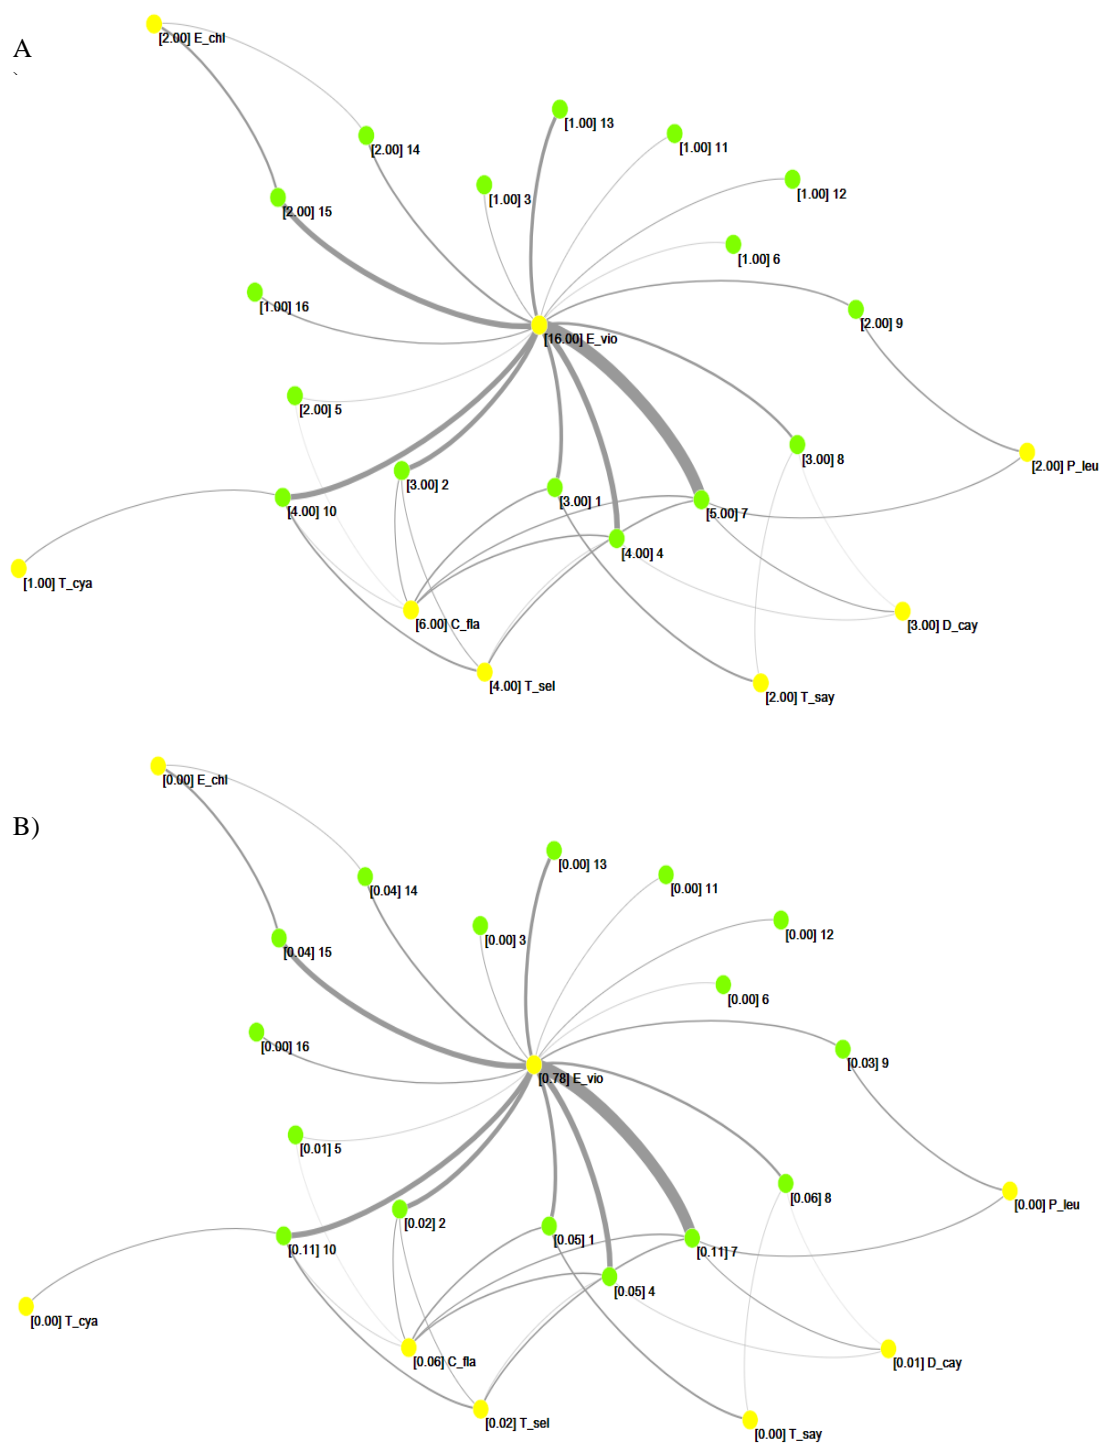 [2.00] E_chl
A
`
[1.00] 13
[1.00] 11
[2.00] 14
[1.00] 12
[1.00] 3
[2.00] 15
[1.00] 6
[1.00] 16
[2.00] 9
[16.00] E_vio
[2.00] 5
[3.00] 8
[2.00] P_leu
[3.00] 2
[3.00] 1
[4.00] 10
[5.00] 7
[4.00] 4
[1.00] T_cya
[6.00] C_fla
[3.00] D_cay
[4.00] T_sel
[2.00] T_say
[0.00] E_chl
B)
[0.00] 13
[0.04] 14
[0.00] 11
[0.00] 12
[0.00] 3
[0.04] 15
[0.00] 6
[0.00] 16
[0.03] 9
[0.78] E_vio
[0.01] 5
[0.06] 8
[0.00] P_leu
[0.02] 2
[0.05] 1
[0.11] 10
[0.11] 7
[0.05] 4
[0.00] T_cya
[0.06] C_fla
[0.01] D_cay
[0.02] T_sel
[0.00] T_say